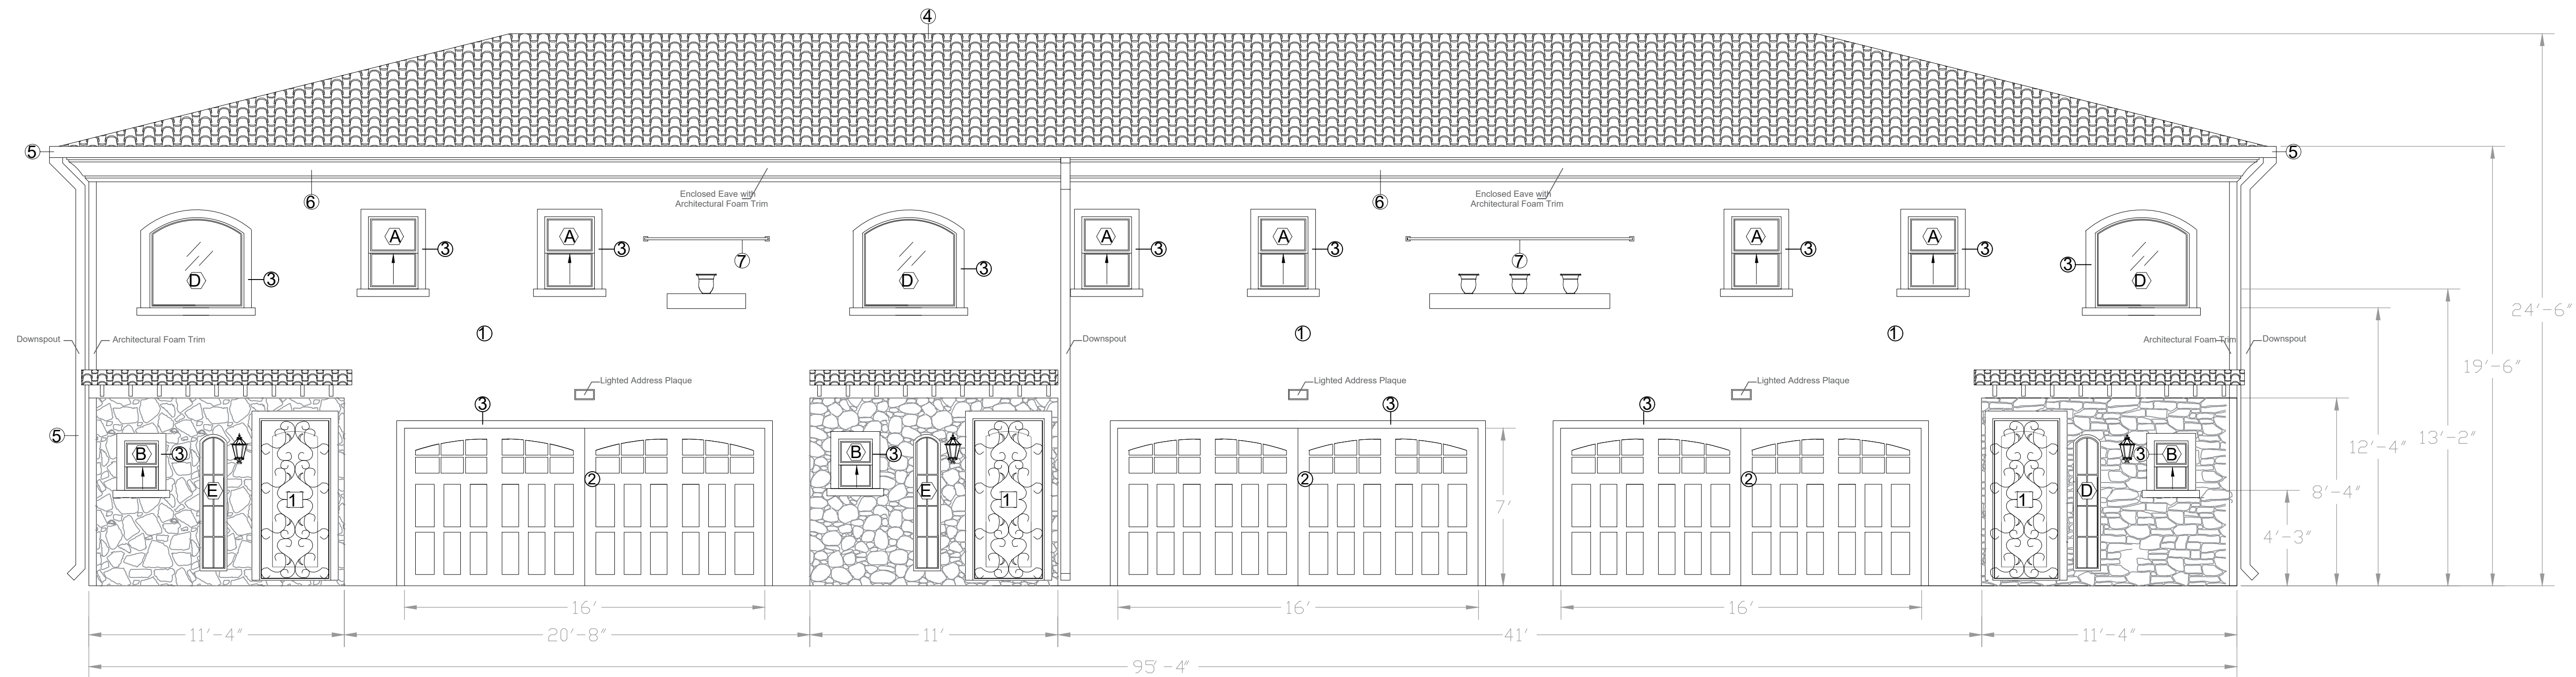 4
5
5
6
Enclosed Eave with
Architectural Foam Trim
6
Enclosed Eave with
Architectural Foam Trim
A
3
A
3
7
A
3
A
3
7
A
3
A
3
D
3
D
3
3
D
24'-6"
1
1
1
Downspout
Architectural Foam Trim
Downspout
Architectural Foam Trim
Downspout
19'-6"
Lighted Address Plaque
Lighted Address Plaque
Lighted Address Plaque
3
3
3
5
13'-2"
12'-4"
B
3
B
3
3
B
2
2
2
E
1
E
1
1
D
7'
8'-4"
4'-3"
16'
16'
16'
11'-4"
20'-8"
11'
41'
11'-4"
95'-4"